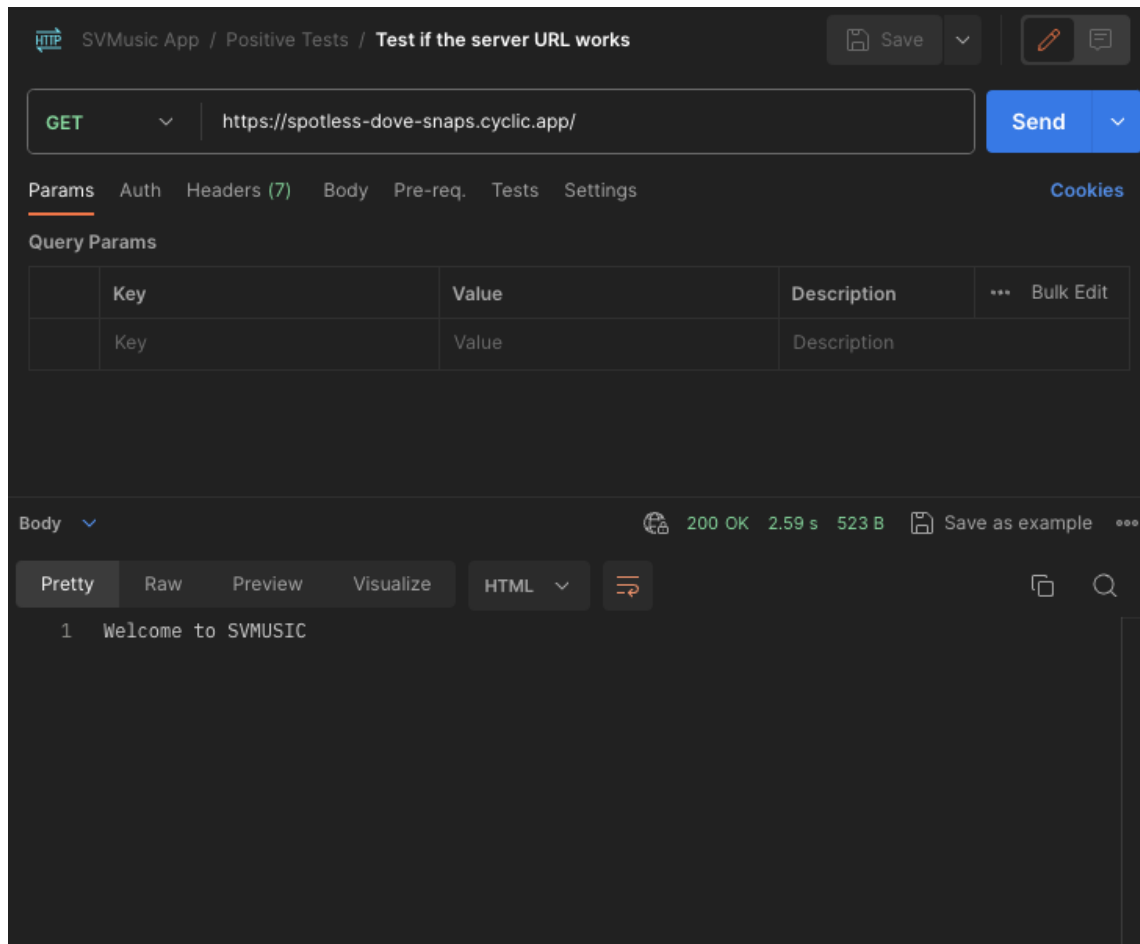 HTTP SVMusic App / Positive Tests / Test if the server URL works Save
GET https://spotless-dove-snaps.cyclic.app/ Send
Params Auth Headers (7) Body Pre-req. Tests Settings Cookies
Query Params
Key Value Description ••• Bulk Edit
Key Value Description
Body 200 OK 2.59 s 523 B Save as example
Pretty Raw Preview Visualize HTML
1 Welcome to SVMUSIC